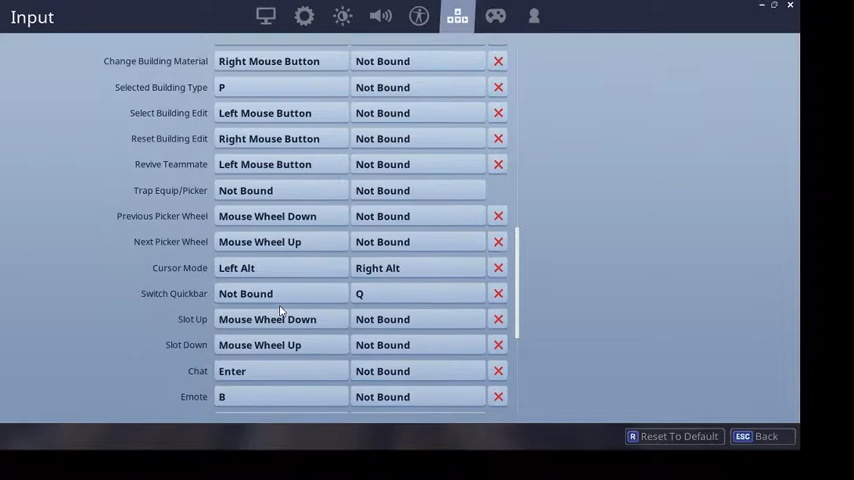 Input
Change Building Material Right Mouse Button Not Bound
Selected Building Type P Not Bound
Select Building Edit Left Mouse Button Not Bound
Reset Building Edit Right Mouse Button Not Bound
Revive Teammate Left Mouse Button Not Bound
Trap Equip/Picker Not Bound Not Bound
Previous Picker Wheel Mouse Wheel Down Not Bound
Next Picker Wheel Mouse Wheel Up Not Bound
Cursor Mode Left Alt Right Alt
Switch Quickbar Not Bound Q
Slot Up Mouse Wheel Down Not Bound
Slot Down Mouse Wheel Up Not Bound
Chat Enter Not Bound
Emote B Not Bound
R Reset To Default ESC Back